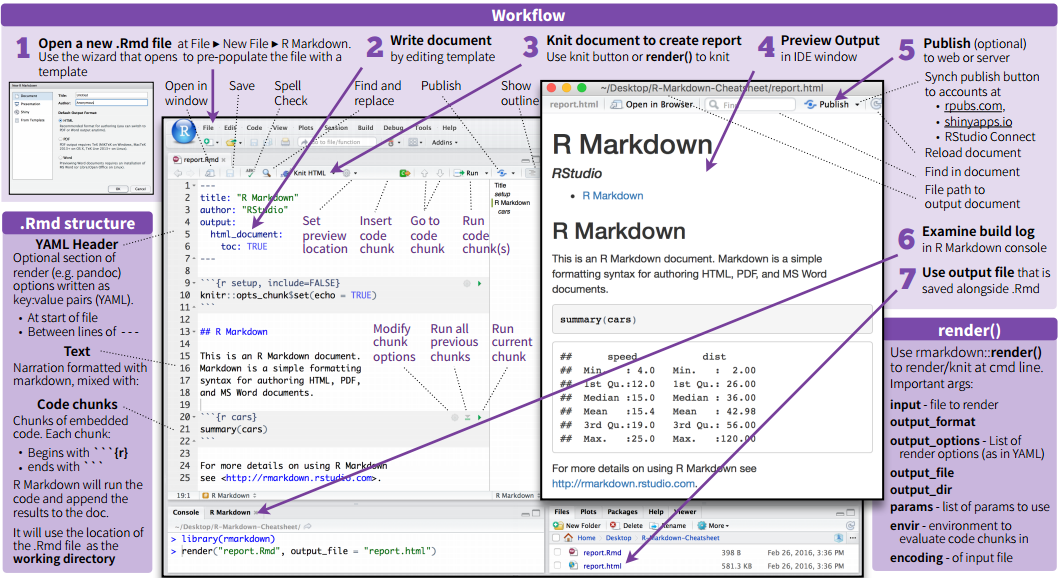 Workflow
1 Open a new .Rmd file at File ▸ New File ▸ R Markdown.
Use the wizard that opens to pre-populate the file with a
template
2 Write document
by editing template
3 Knit document to create report
Use knit button or render() to knit
4 Preview Output
in IDE window
5 Publish (optional)
to web or server
Synch publish button
to accounts at
• rpubs.com,
• shinyapps.io
• RStudio Connect
Reload document
Find in document
File path to
output document
6 Examine build log
in R Markdown console
7 Use output file that is
saved alongside .Rmd
New R Markdown
Document
Presentation
Shiny
From Template
Title:
Author:
Default Output Format:
HTML
PDF
Word
OK
Cancel
Open in
window
Save
Spell
Check
Find and
replace
Publish
Show
outline
File Edit Code View Plots Session Build Debug Tools Help
Go to file/function
Addins
report.Rmd
Knit HTML
Run
1 ---
2 title: "R Markdown"
3 author: "RStudio"
4 output:
5 html_document:
6 toc: TRUE
7 ---
8
9 ```{r setup, include=FALSE}
10 knitr::opts_chunk$set(echo = TRUE)
11 ```
12
13 ## R Markdown
14
15 This is an R Markdown document.
16 Markdown is a simple formatting
17 syntax for authoring HTML, PDF,
18 and MS Word documents.
19
20 ```{r cars}
21 summary(cars)
22 ```
23
24 For more details on using R Markdown
25 see <http://rmarkdown.rstudio.com>.
Title
setup
R Markdown
cars
Set
preview
location
Insert
code
chunk
Go to
code
chunk
Run
code
chunk(s)
Modify
chunk
options
Run all
previous
chunks
Run
current
chunk
19:1 R Markdown
R Markdown
Console R Markdown
~/Desktop/R-Markdown-Cheatsheet/
> library(rmarkdown)
> render("report.Rmd", output_file = "report.html")
~/Desktop/R-Markdown-Cheatsheet/report.html
report.html Open in Browser Find Publish
R Markdown
RStudio
• R Markdown
R Markdown
This is an R Markdown document. Markdown is a simple
formatting syntax for authoring HTML, PDF, and MS Word
documents.
summary(cars)
## speed dist
## Min. : 4.0 Min. : 2.00
## 1st Qu.:12.0 1st Qu.: 26.00
## Median :15.0 Median : 36.00
## Mean :15.4 Mean : 42.98
## 3rd Qu.:19.0 3rd Qu.: 56.00
## Max. :25.0 Max. :120.00
For more details on using R Markdown see
http://rmarkdown.rstudio.com.
Files Plots Packages Help Viewer
New Folder Delete Rename More
Home Desktop R-Markdown-Cheatsheet
report.Rmd 398 B Feb 26, 2016, 3:36 PM
report.html 581.3 KB Feb 26, 2016, 3:36 PM
.Rmd structure
YAML Header
Optional section of
render (e.g. pandoc)
options written as
key:value pairs (YAML).
• At start of file
• Between lines of - - -
Text
Narration formatted with
markdown, mixed with:
Code chunks
Chunks of embedded
code. Each chunk:
• Begins with ```{r}
• ends with ```
R Markdown will run the
code and append the
results to the doc.
It will use the location of
the .Rmd file as the
working directory
render()
Use rmarkdown::render()
to render/knit at cmd line.
Important args:
input - file to render
output_format
output_options - List of
render options (as in YAML)
output_file
output_dir
params - list of params to use
envir - environment to
evaluate code chunks in
encoding - of input file